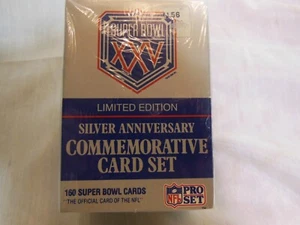 SUPER BOWL
XXV
LIMITED EDITION
SILVER ANNIVERSARY
COMMEMORATIVE
CARD SET
160 SUPER BOWL CARDS
"THE OFFICIAL CARD OF THE NFL"
NFL
PRO
SET